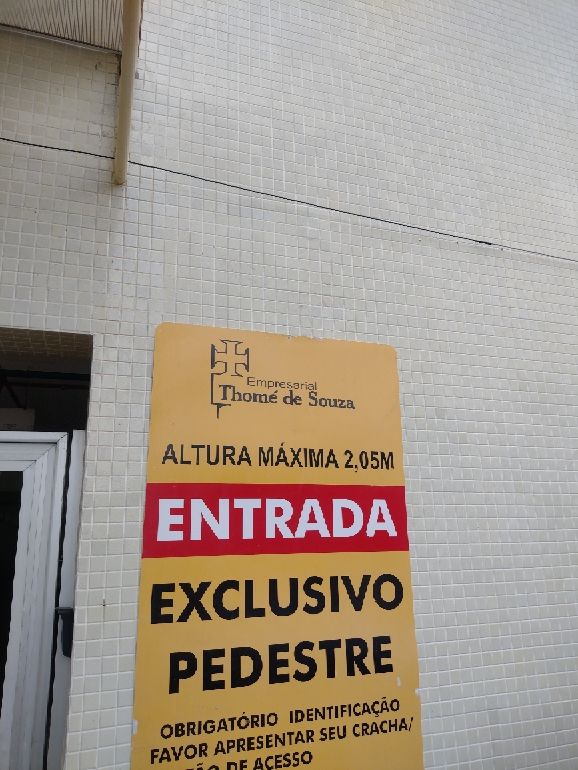 Empresarial
Thomé de Souza
ALTURA MÁXIMA 2,05M
ENTRADA
EXCLUSIVO
PEDESTRE
OBRIGATÓRIO IDENTIFICAÇÃO
FAVOR APRESENTAR SEU CRACHA/
DE ACESSO